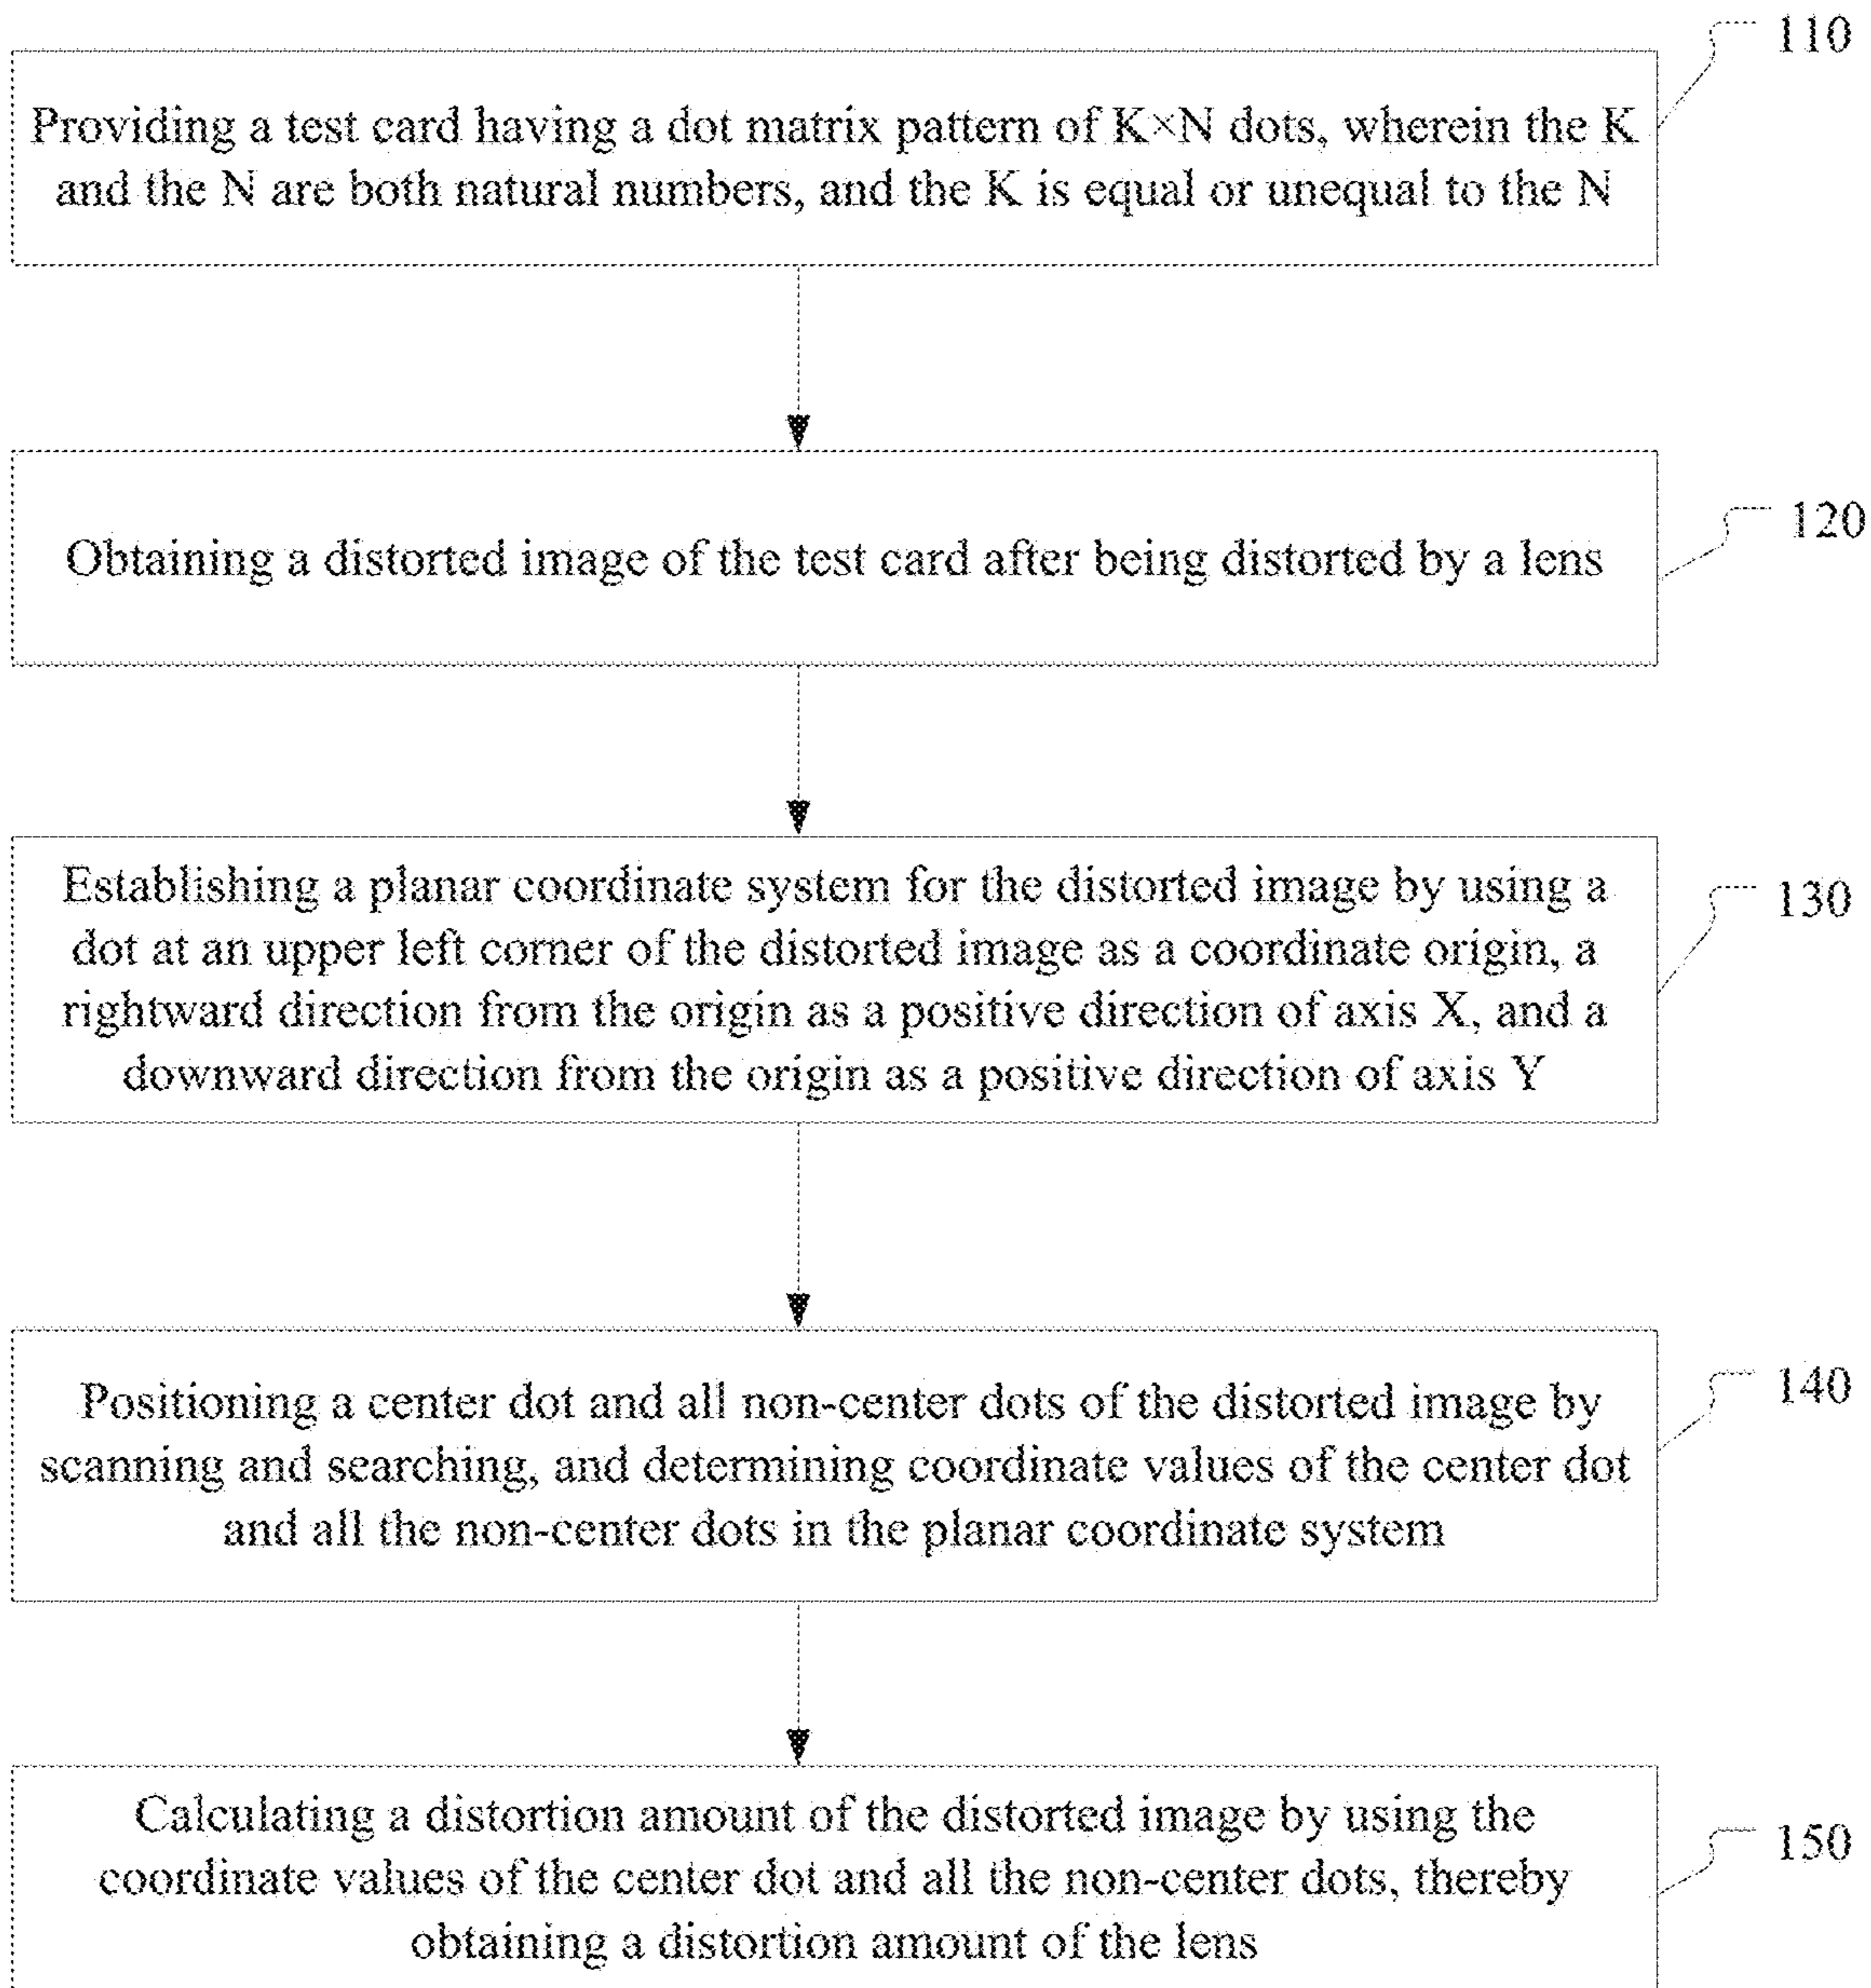 110
Providing a test card having a dot matrix pattern of K×N dots, wherein the K
and the N are both natural numbers, and the K is equal or unequal to the N
120
Obtaining a distorted image of the test card after being distorted by a lens
130
Establishing a planar coordinate system for the distorted image by using a
dot at an upper left corner of the distorted image as a coordinate origin, a
rightward direction from the origin as a positive direction of axis X, and a
downward direction from the origin as a positive direction of axis Y
140
Positioning a center dot and all non-center dots of the distorted image by
scanning and searching, and determining coordinate values of the center dot
and all the non-center dots in the planar coordinate system
150
Calculating a distortion amount of the distorted image by using the
coordinate values of the center dot and all the non-center dots, thereby
obtaining a distortion amount of the lens